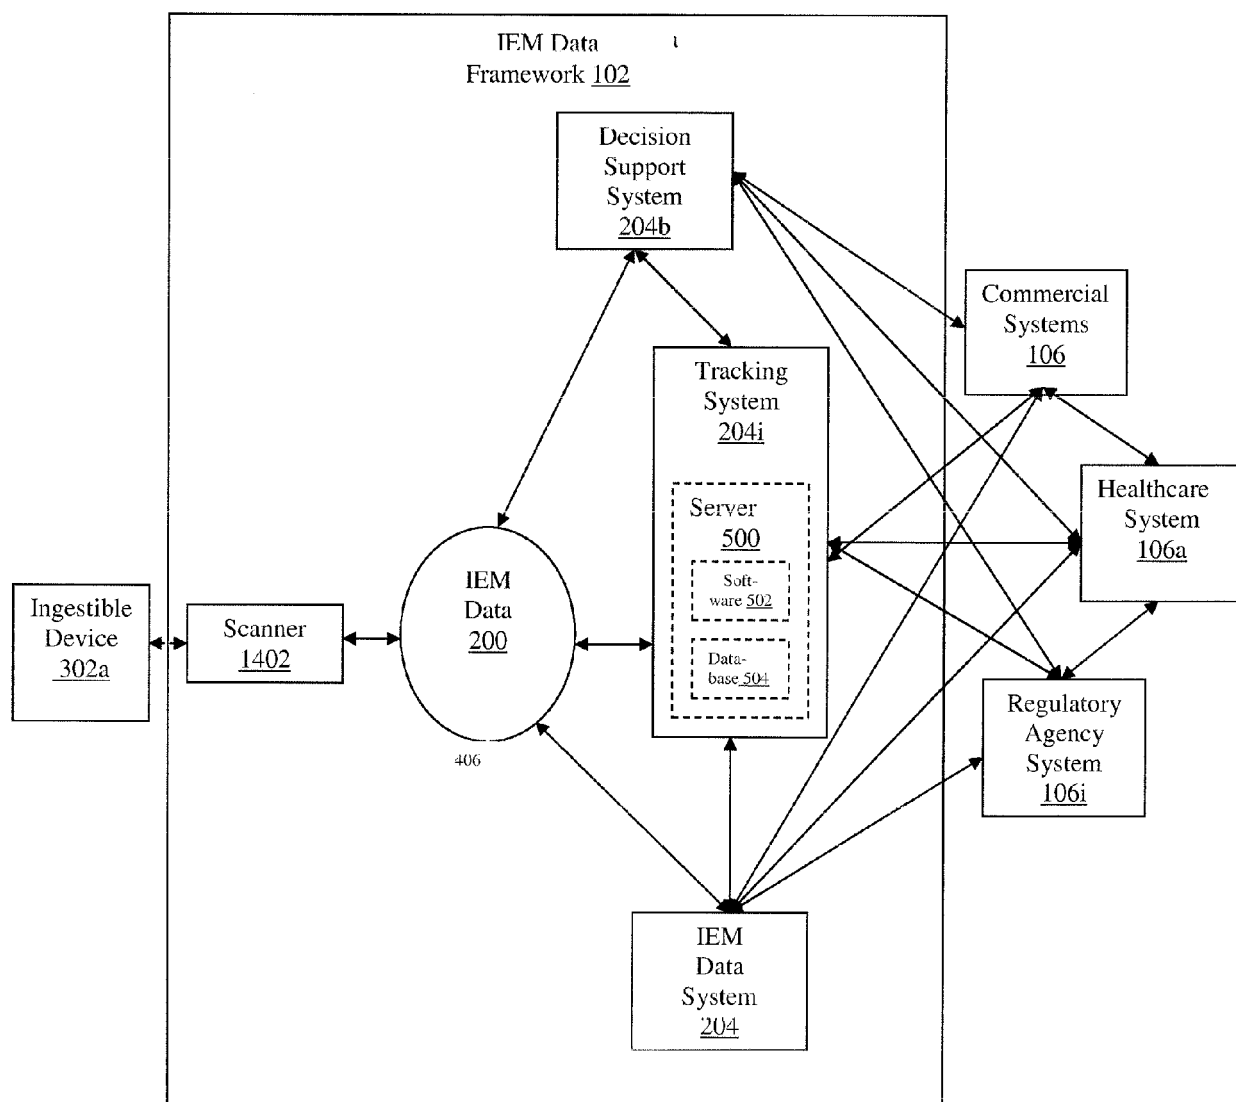 IEM Data
Framework 102
Decision
Support
System
204b
Commercial
Systems
106
Tracking
System
204i
Healthcare
System
106a
Server
500
Soft-
ware 502
Data-
base 504
IEM
Data
200
Ingestible
Device
302a
Scanner
1402
406
Regulatory
Agency
System
106i
IEM
Data
System
204